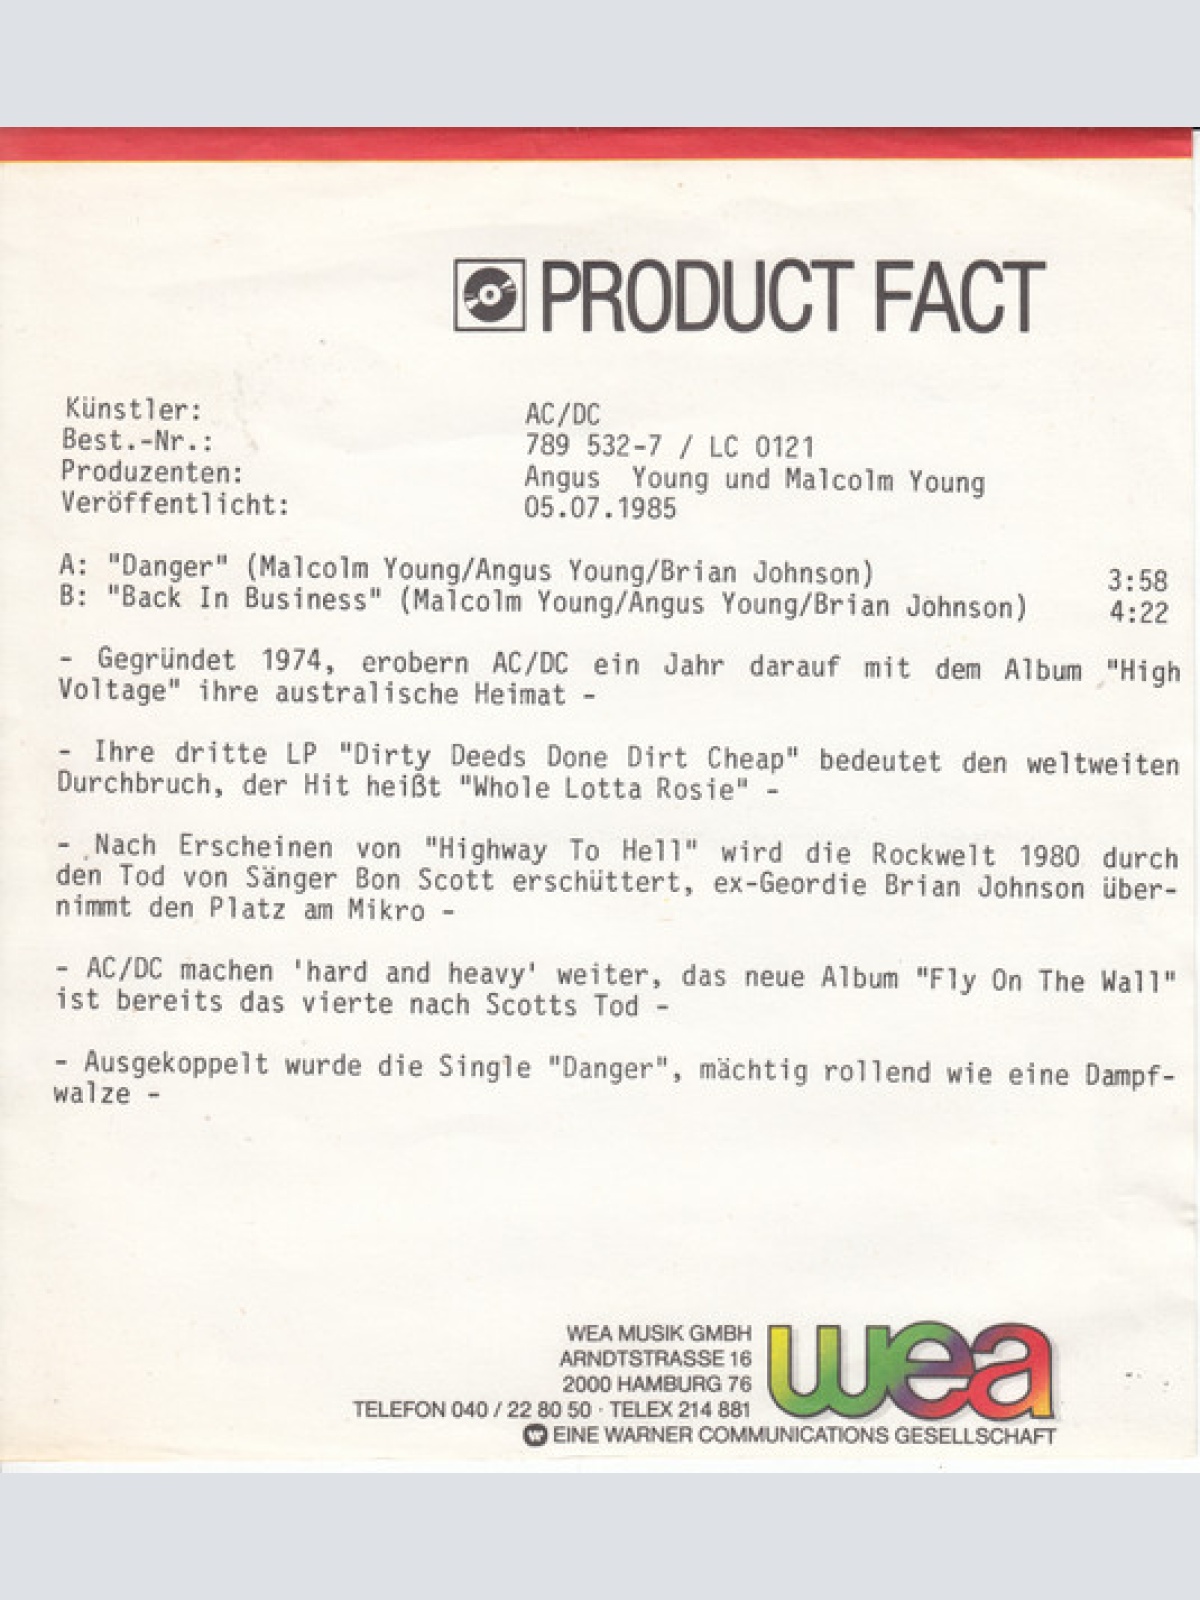 PRODUCT FACT
Künstler: AC/DC
Best.-Nr.: 789 532-7 / LC 0121
Produzenten: Angus Young und Malcolm Young
Veröffentlicht: 05.07.1985
A: "Danger" (Malcolm Young/Angus Young/Brian Johnson) 3:58
B: "Back In Business" (Malcolm Young/Angus Young/Brian Johnson) 4:22
- Gegründet 1974, erobern AC/DC ein Jahr darauf mit dem Album "High
Voltage" ihre australische Heimat -
- Ihre dritte LP "Dirty Deeds Done Dirt Cheap" bedeutet den weltweiten
Durchbruch, der Hit heißt "Whole Lotta Rosie" -
- Nach Erscheinen von "Highway To Hell" wird die Rockwelt 1980 durch
den Tod von Sänger Bon Scott erschüttert, ex-Geordie Brian Johnson über-
nimmt den Platz am Mikro -
- AC/DC machen 'hard and heavy' weiter, das neue Album "Fly On The Wall"
ist bereits das vierte nach Scotts Tod -
- Ausgekoppelt wurde die Single "Danger", mächtig rollend wie eine Dampf-
walze -
WEA MUSIK GMBH
ARNDTSTRASSE 16
2000 HAMBURG 76
TELEFON 040 / 22 80 50 · TELEX 214 881
wea
EINE WARNER COMMUNICATIONS GESELLSCHAFT